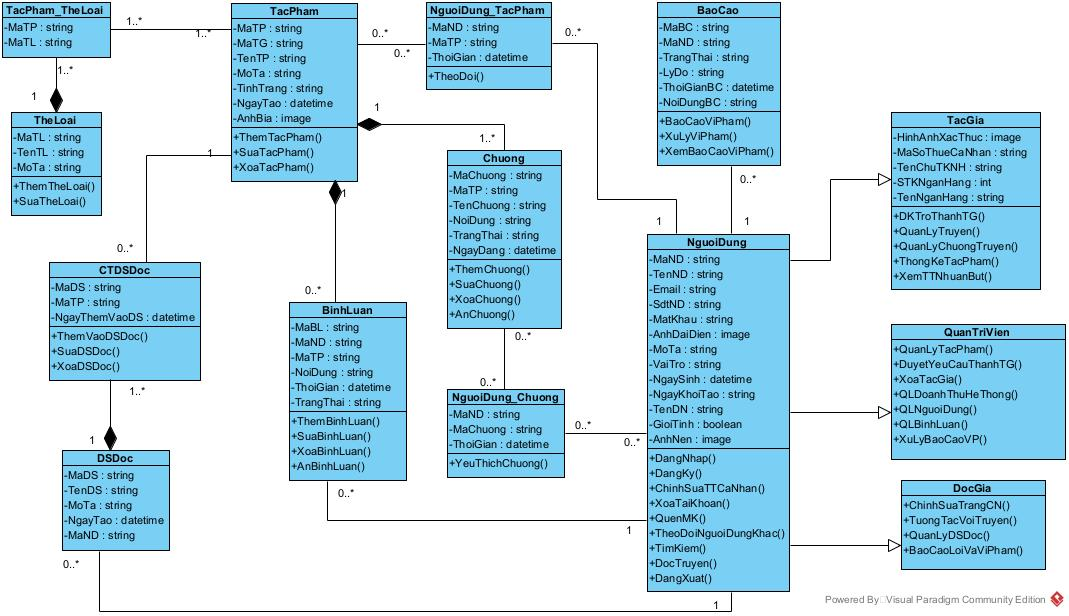 TacPham_TheLoai
-MaTP : string
-MaTL : string
1..*
1..*
1..*
1
TheLoai
-MaTL : string
-TenTL : string
-MoTa : string
+ThemTheLoai()
+SuaTheLoai()
TacPham
-MaTP : string
-MaTG : string
-TenTP : string
-MoTa : string
-TinhTrang : string
-NgayTao : datetime
-AnhBia : image
+ThemTacPham()
+SuaTacPham()
+XoaTacPham()
0..*
0..*
1
1..*
1
1
0..*
0..*
NguoiDung_TacPham
-MaND : string
-MaTP : string
-ThoiGian : datetime
+TheoDoi()
0..*
1
BaoCao
-MaBC : string
-MaND : string
-TrangThai : string
-LyDo : string
-ThoiGianBC : datetime
-NoiDungBC : string
+BaoCaoViPham()
+XuLyViPham()
+XemBaoCaoViPham()
0..*
1
TacGia
-HinhAnhXacThuc : image
-MaSoThueCaNhan : string
-TenChuTKNH : string
-STKNganHang : int
-TenNganHang : string
+DKTroThanhTG()
+QuanLyTruyen()
+QuanLyChuongTruyen()
+ThongKeTacPham()
+XemTTNhuanBut()
Chuong
-MaChuong : string
-MaTP : string
-TenChuong : string
-NoiDung : string
-TrangThai : string
-NgayDang : datetime
+ThemChuong()
+SuaChuong()
+XoaChuong()
+AnChuong()
0..*
0..*
CTDSDoc
-MaDS : string
-MaTP : string
-NgayThemVaoDS : datetime
+ThemVaoDSDoc()
+SuaDSDoc()
+XoaDSDoc()
1..*
1
BinhLuan
-MaBL : string
-MaND : string
-MaTP : string
-NoiDung : string
-ThoiGian : datetime
-TrangThai : string
+ThemBinhLuan()
+SuaBinhLuan()
+XoaBinhLuan()
+AnBinhLuan()
0..*
1
NguoiDung_Chuong
-MaND : string
-MaChuong : string
-ThoiGian : datetime
+YeuThichChuong()
0..*
0..*
NguoiDung
-MaND : string
-TenND : string
-Email : string
-SdtND : string
-MatKhau : string
-AnhDaiDien : image
-MoTa : string
-VaiTro : string
-NgaySinh : datetime
-NgayKhoiTao : string
-TenDN : string
-GioiTinh : boolean
-AnhNen : image
+DangNhap()
+DangKy()
+ChinhSuaTTCaNhan()
+XoaTaiKhoan()
+QuenMK()
+TheoDoiNguoiDungKhac()
+TimKiem()
+DocTruyen()
+DangXuat()
QuanTriVien
+QuanLyTacPham()
+DuyetYeuCauThanhTG()
+XoaTacGia()
+QLDoanhThuHeThong()
+QLNguoiDung()
+QLBinhLuan()
+XuLyBaoCaoVP()
DSDoc
-MaDS : string
-TenDS : string
-MoTa : string
-NgayTao : datetime
-MaND : string
0..*
1
DocGia
+ChinhSuaTrangCN()
+TuongTacVoiTruyen()
+QuanLyDSDoc()
+BaoCaoLoiVaViPham()
Powered By Visual Paradigm Community Edition